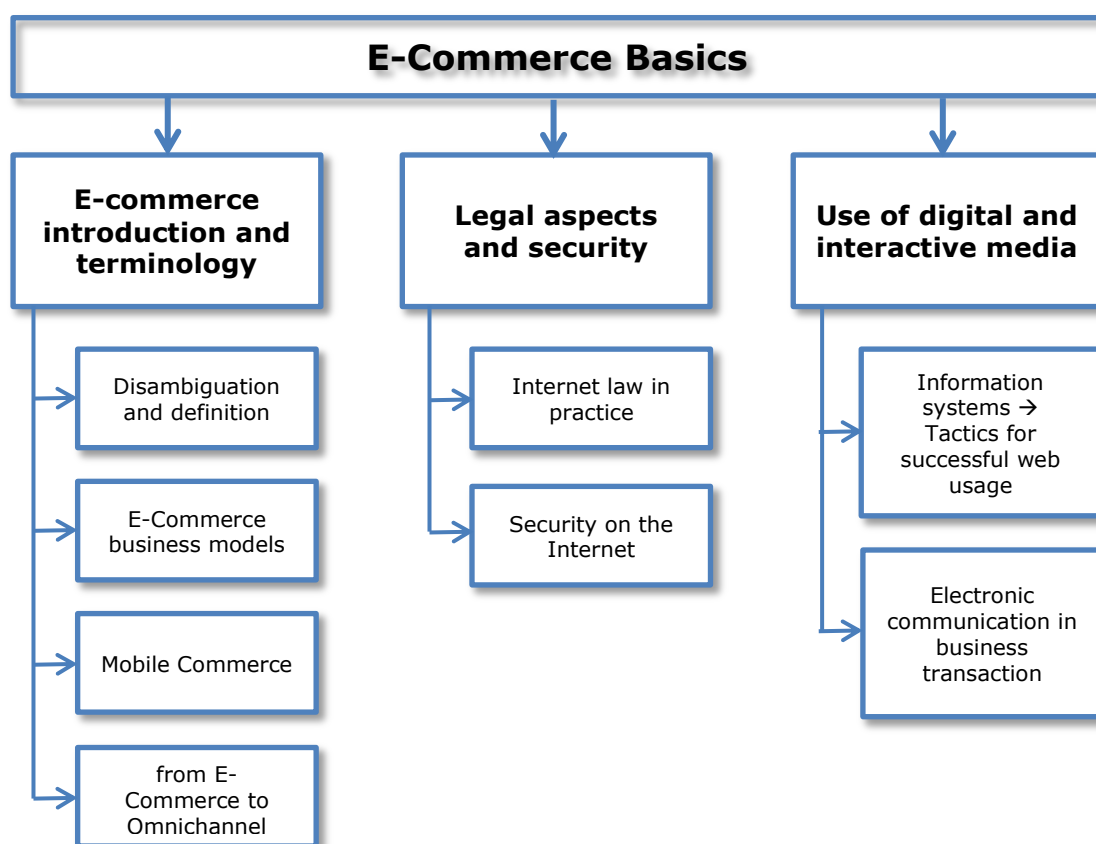 E-Commerce Basics
E-commerce
introduction and
terminology
Disambiguation
and definition
E-Commerce
business models
Mobile Commerce
from E-
Commerce to
Omnichannel
Legal aspects
and security
Internet law in
practice
Security on the
Internet
Use of digital and
interactive media
Information
systems →
Tactics for
successful web
usage
Electronic
communication in
business
transaction